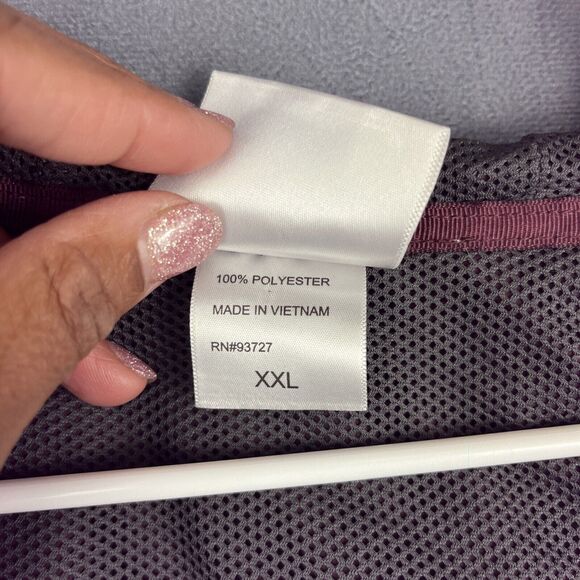 100% POLYESTER
MADE IN VIETNAM
RN#93727
XXL